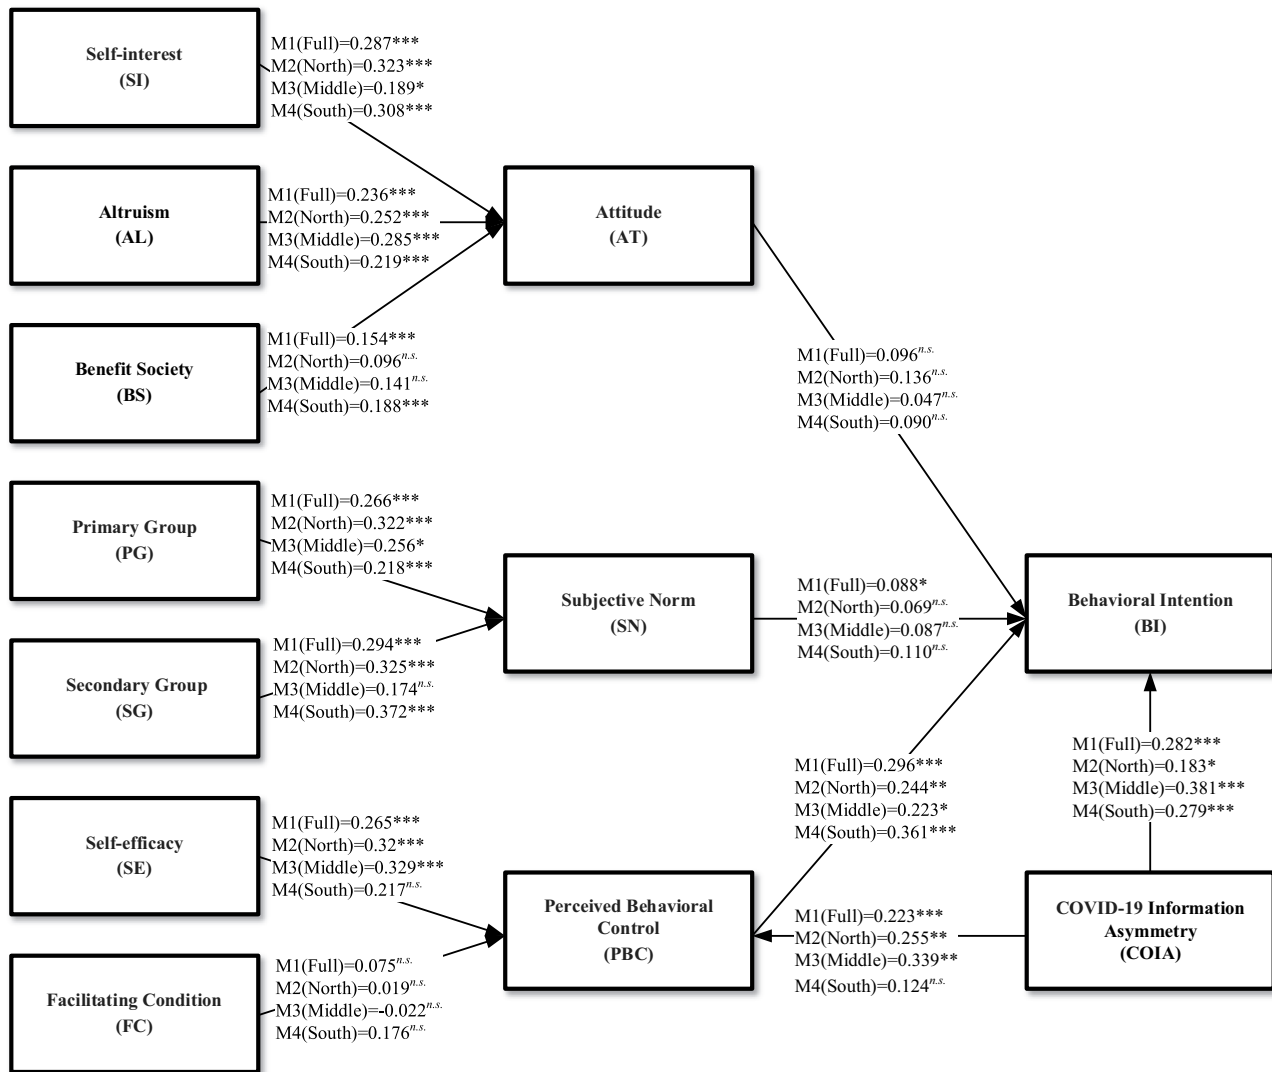 Self-interest
(SI)
M1(Full)=0.287***
M2(North)=0.323***
M3(Middle)=0.189*
M4(South)=0.308***
Altruism
(AL)
M1(Full)=0.236***
M2(North)=0.252***
M3(Middle)=0.285***
M4(South)=0.219***
Attitude
(AT)
Benefit Society
(BS)
M1(Full)=0.154***
M2(North)=0.096n.s.
M3(Middle)=0.141n.s.
M4(South)=0.188***
M1(Full)=0.096n.s.
M2(North)=0.136n.s.
M3(Middle)=0.047n.s.
M4(South)=0.090n.s.
Primary Group
(PG)
M1(Full)=0.266***
M2(North)=0.322***
M3(Middle)=0.256*
M4(South)=0.218***
Subjective Norm
(SN)
M1(Full)=0.088*
M2(North)=0.069n.s.
M3(Middle)=0.087n.s.
M4(South)=0.110n.s.
Behavioral Intention
(BI)
Secondary Group
(SG)
M1(Full)=0.294***
M2(North)=0.325***
M3(Middle)=0.174n.s.
M4(South)=0.372***
M1(Full)=0.296***
M2(North)=0.244**
M3(Middle)=0.223*
M4(South)=0.361***
M1(Full)=0.282***
M2(North)=0.183*
M3(Middle)=0.381***
M4(South)=0.279***
Self-efficacy
(SE)
M1(Full)=0.265***
M2(North)=0.32***
M3(Middle)=0.329***
M4(South)=0.217n.s.
Perceived Behavioral
Control
(PBC)
M1(Full)=0.223***
M2(North)=0.255**
M3(Middle)=0.339**
M4(South)=0.124n.s.
COVID-19 Information
Asymmetry
(COIA)
Facilitating Condition
(FC)
M1(Full)=0.075n.s.
M2(North)=0.019n.s.
M3(Middle)=-0.022n.s.
M4(South)=0.176n.s.